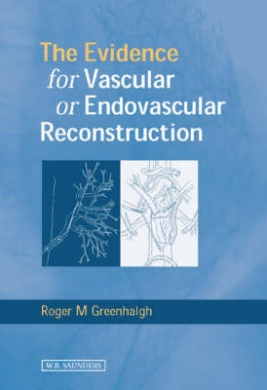 The Evidence
for Vascular
or Endovascular
Reconstruction
Roger M Greenhalgh
W.B. SAUNDERS